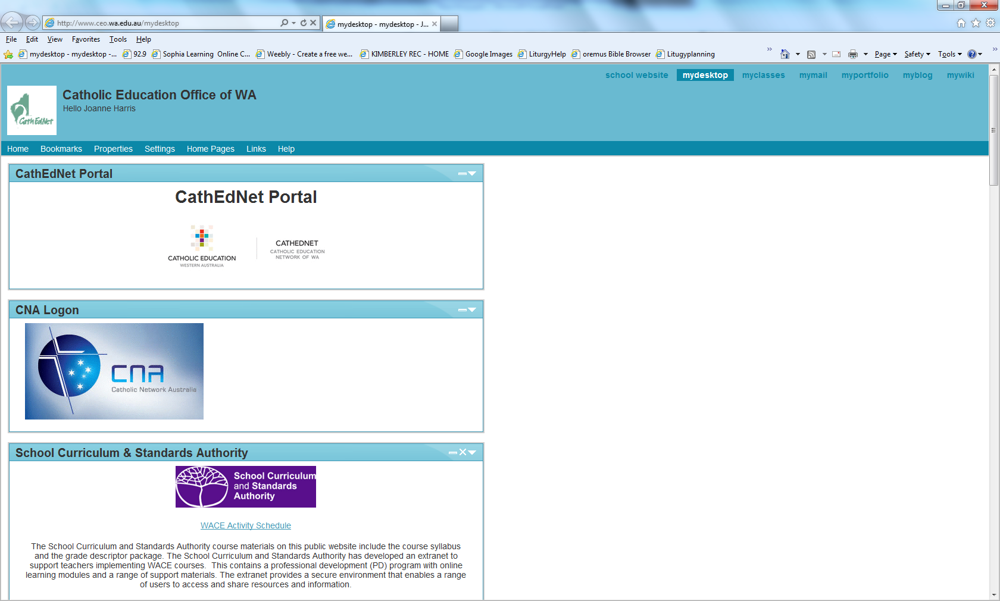 http://www.ceo.wa.edu.au/mydesktop
mydesktop - mydesktop - J...
File Edit View Favorites Tools Help
mydesktop - mydesktop -... 92.9 Sophia Learning Online C... Weebly - Create a free we... KIMBERLEY REC - HOME Google Images LiturgyHelp oremus Bible Browser Litugyplanning
Page Safety Tools
school website mydesktop myclasses mymail myportfolio myblog mywiki
Catholic Education Office of WA
Hello Joanne Harris
CathEdNet
Home Bookmarks Properties Settings Home Pages Links Help
CathEdNet Portal
CathEdNet Portal
CATHOLIC EDUCATION
WESTERN AUSTRALIA
CATHEDNET
CATHOLIC EDUCATION
NETWORK OF WA
CNA Logon
CNA
Catholic Network Australia
School Curriculum & Standards Authority
School Curriculum
and Standards
Authority
WACE Activity Schedule
The School Curriculum and Standards Authority course materials on this public website include the course syllabus
and the grade descriptor package. The School Curriculum and Standards Authority has developed an extranet to
support teachers implementing WACE courses. This contains a professional development (PD) program with online
learning modules and a range of support materials. The extranet provides a secure environment that enables a range
of users to access and share resources and information.